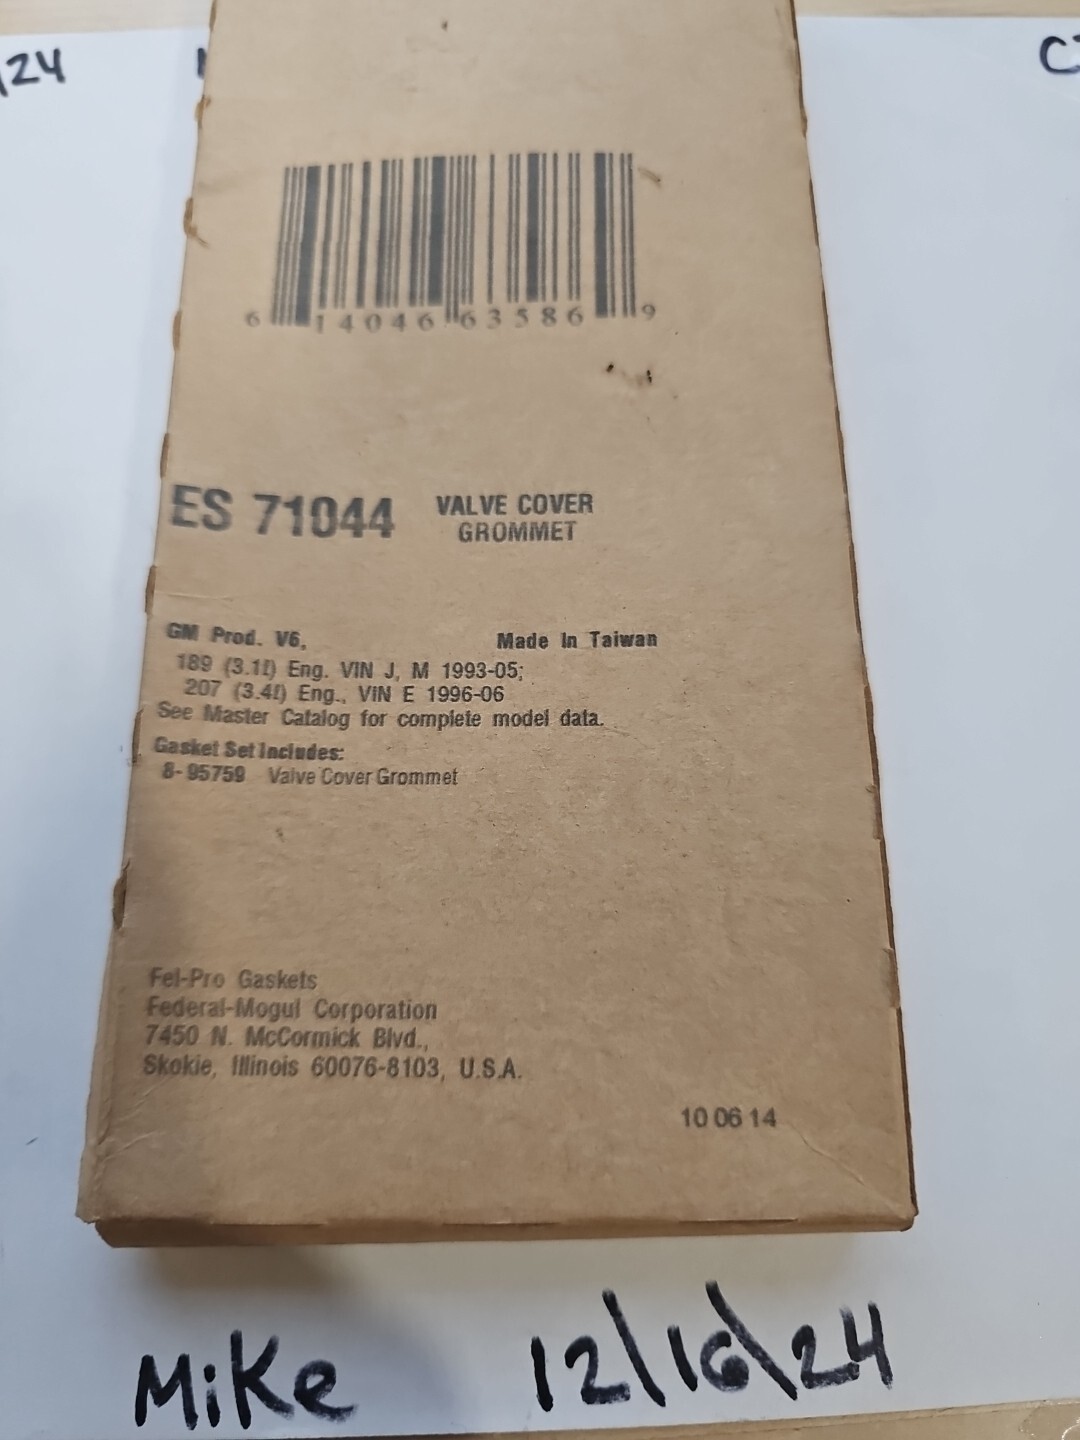 /24
6 14046 63586 9
ES 71044 VALVE COVER
GROMMET
GM Prod. V6, Made In Taiwan
189 (3.1ℓ) Eng. VIN J, M 1993-05;
207 (3.4ℓ) Eng., VIN E 1996-06
See Master Catalog for complete model data.
Gasket Set Includes:
8-95759 Valve Cover Grommet
Fel-Pro Gaskets
Federal-Mogul Corporation
7450 N. McCormick Blvd.,
Skokie, Illinois 60076-8103, U.S.A.
10 06 14
MiKe 12\16\24